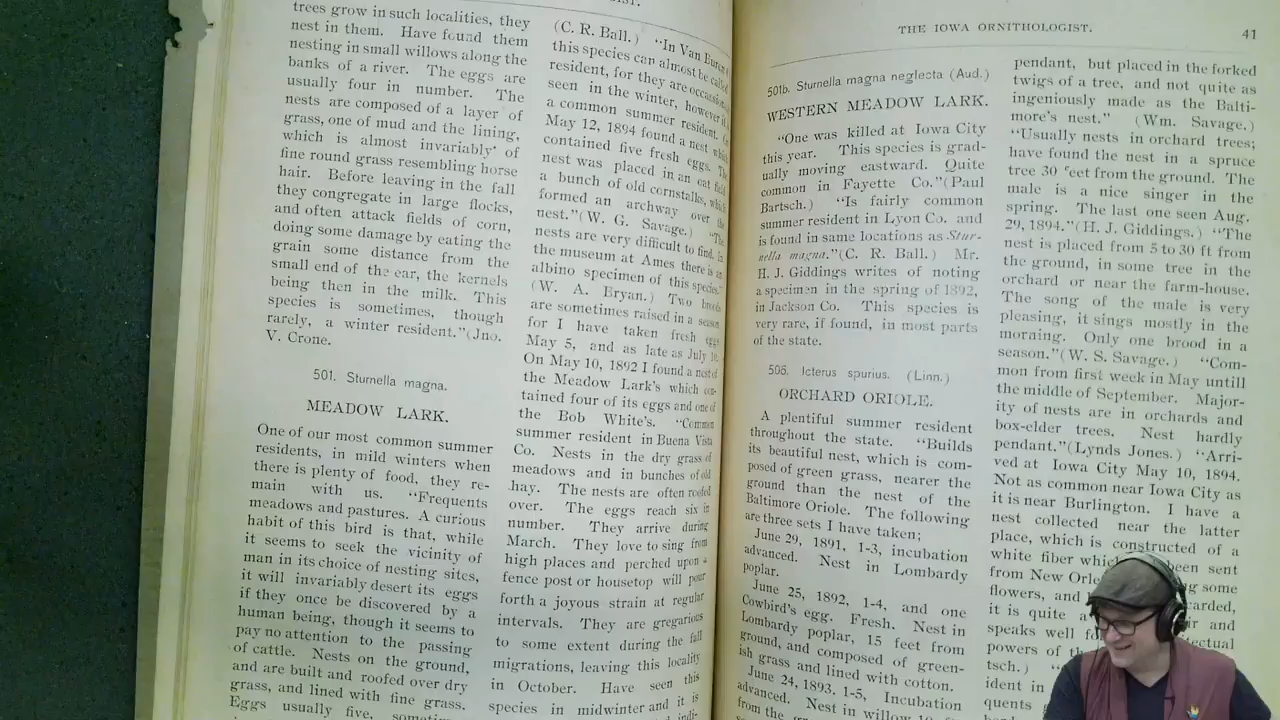 trees grow in such localities, they
nest in them. Have found them
nesting in small willows along the
banks of a river. The eggs are
usually four in number. The
nests are composed of a layer of
grass, one of mud and the lining,
which is almost invariably of
fine round grass resembling horse
hair. Before leaving in the fall
they congregate in large flocks,
and often attack fields of corn,
doing some damage by eating the
grain some distance from the
small end of the ear, the kernels
being then in the milk. This
species is sometimes, though
rarely, a winter resident."(Jno.
V. Crone.
501. Sturnella magna.
MEADOW LARK.
One of our most common summer
residents, in mild winters when
there is plenty of food, they re-
main with us. "Frequents
meadows and pastures. A curious
habit of this bird is that, while
it seems to seek the vicinity of
man in its choice of nesting sites,
it will invariably desert its eggs
if they once be discovered by a
human being, though it seems to
pay no attention to the passing
of cattle. Nests on the ground,
and are built and roofed over dry
grass, and lined with fine grass.
Eggs usually five,
(C. R. Ball.) "In Van
this species can almost be called
resident, for they are
seen in the winter, however
a common summer resident.
May 12, 1894 found a nest
contained five fresh eggs.
nest was placed in an oat
a bunch of old cornstalks,
formed an archway over the
nest."(W. G. Savage.) "The
nests are very difficult to find, in
the museum at Ames there is an
albino specimen of this species."
(W. A. Bryan.) Two broods
are sometimes raised in a season
for I have taken fresh eggs
May 5, and as late as July
On May 10, 1892 I found a nest of
the Meadow Lark's which con-
tained four of its eggs and one of
the Bob White's. "Common
summer resident in Buena Vista
Co. Nests in the dry grass of
meadows and in bunches of old
hay. The nests are often roofed
over. The eggs reach six in
number. They arrive during
March. They love to sing from
high places and perched upon a
fence post or housetop will pour
forth a joyous strain at regular
intervals. They are gregarious
to some extent during the fall
migrations, leaving this locality
in October. Have seen this
species in midwinter and it is
THE IOWA ORNITHOLOGIST. 41
501b. Sturnella magna neglecta (Aud.)
WESTERN MEADOW LARK.
"One was killed at Iowa City
this year. This species is grad-
ually moving eastward. Quite
common in Fayette Co."(Paul
Bartsch.) "Is fairly common
summer resident in Lyon Co. and
is found in same locations as Stur-
nella magna."(C. R. Ball.) Mr.
H. J. Giddings writes of noting
a specimen in the spring of 1892,
in Jackson Co. This species is
very rare, if found, in most parts
of the state.
506. Icterus spurius. (Linn.)
ORCHARD ORIOLE.
A plentiful summer resident
throughout the state. "Builds
its beautiful nest, which is com-
posed of green grass, nearer the
ground than the nest of the
Baltimore Oriole. The following
are three sets I have taken;
June 29, 1891, 1-3, incubation
advanced. Nest in Lombardy
poplar.
June 25, 1892, 1-4, and one
Cowbird's egg. Fresh. Nest in
Lombardy poplar, 15 feet from
ground, and composed of green-
ish grass and lined with cotton.
June 24, 1893. 1-5, Incubation
advanced. Nest in willow 10
from the
pendant, but placed in the forked
twigs of a tree, and not quite as
ingeniously made as the Balti-
more's nest." (Wm. Savage.)
"Usually nests in orchard trees;
have found the nest in a spruce
tree 30 feet from the ground. The
male is a nice singer in the
spring. The last one seen Aug.
29, 1894."(H. J. Giddings.) "The
nest is placed from 5 to 30 ft from
the ground, in some tree in the
orchard or near the farm-house.
The song of the male is very
pleasing, it sings mostly in the
morning. Only one brood in a
season."(W. S. Savage.) "Com-
mon from first week in May untill
the middle of September. Major-
ity of nests are in orchards and
box-elder trees. Nest hardly
pendant."(Lynds Jones.) "Arri-
ved at Iowa City May 10, 1894.
Not as common near Iowa City as
it is near Burlington. I have a
nest collected near the latter
place, which is constructed of a
white fiber which been sent
from New some
flowers, and
it is quite a and
speaks well
powers of
tsch.)
ident in
quents